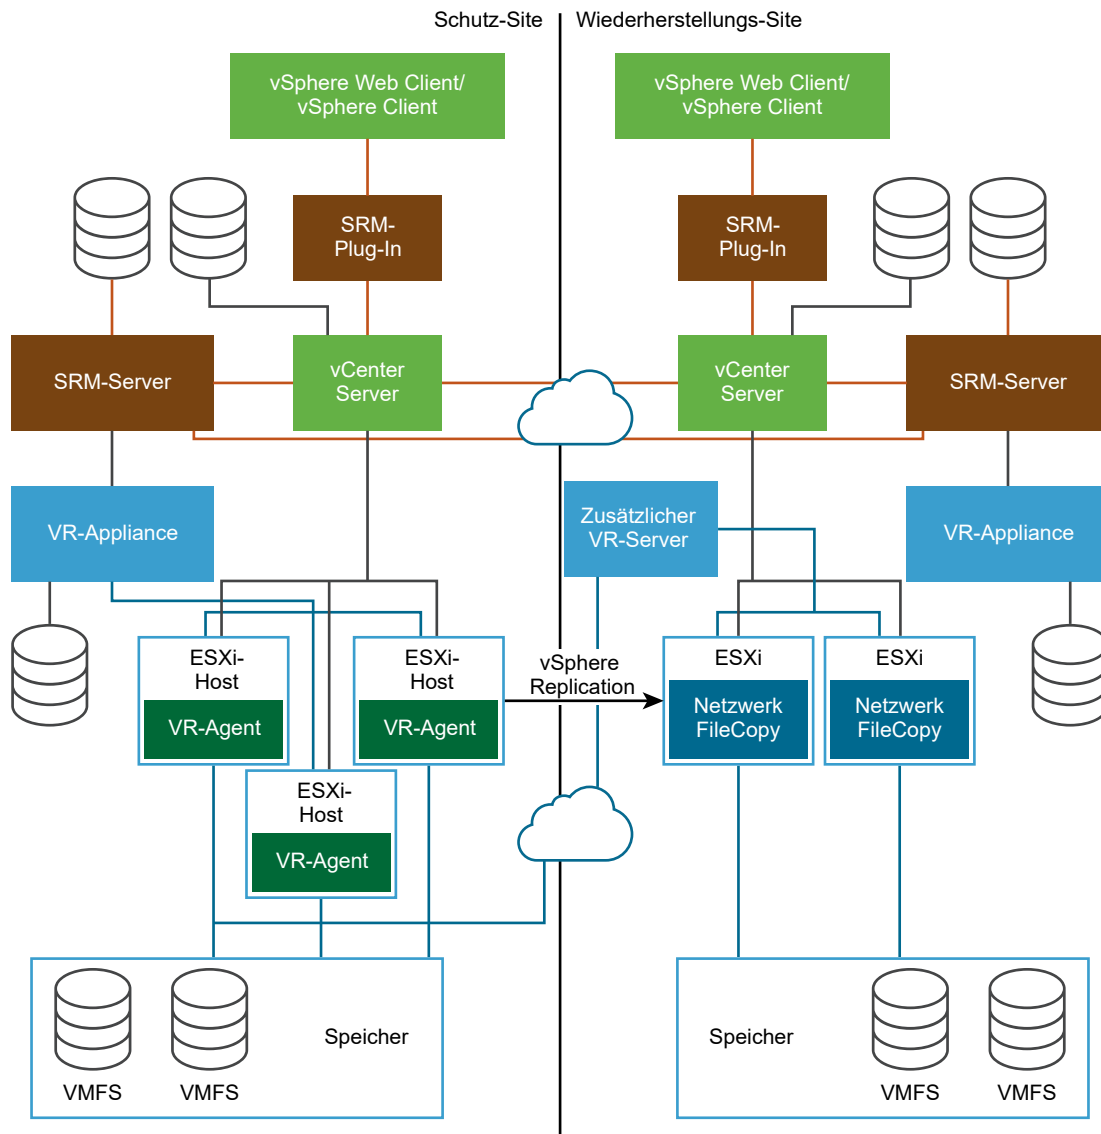 Schutz-Site
Wiederherstellungs-Site
vSphere Web Client/
vSphere Client
vSphere Web Client/
vSphere Client
SRM-
Plug-In
SRM-
Plug-In
SRM-Server
vCenter
Server
vCenter
Server
SRM-Server
VR-Appliance
Zusätzlicher
VR-Server
VR-Appliance
ESXi-
Host
VR-Agent
ESXi-
Host
VR-Agent
vSphere
Replication
ESXi
Netzwerk
FileCopy
ESXi
Netzwerk
FileCopy
ESXi-
Host
VR-Agent
Speicher
VMFS
VMFS
Speicher
VMFS
VMFS